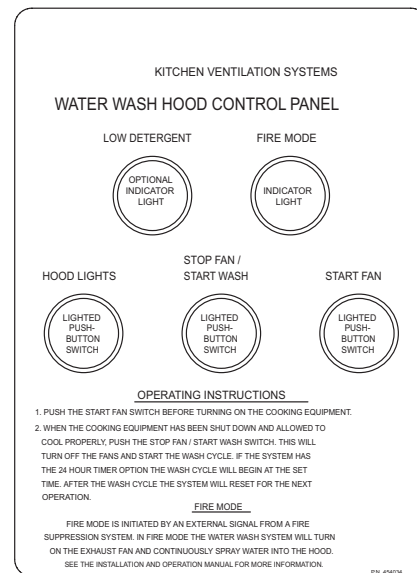 KITCHEN VENTILATION SYSTEMS
WATER WASH HOOD CONTROL PANEL
LOW DETERGENT
FIRE MODE
OPTIONAL
INDICATOR
LIGHT
INDICATOR
LIGHT
HOOD LIGHTS
STOP FAN /
START WASH
START FAN
LIGHTED
PUSH-
BUTTON
SWITCH
LIGHTED
PUSH-
BUTTON
SWITCH
LIGHTED
PUSH-
BUTTON
SWITCH
OPERATING INSTRUCTIONS
1. PUSH THE START FAN SWITCH BEFORE TURNING ON THE COOKING EQUIPMENT.
2. WHEN THE COOKING EQUIPMENT HAS BEEN SHUT DOWN AND ALLOWED TO
COOL PROPERLY, PUSH THE STOP FAN / START WASH SWITCH. THIS WILL
TURN OFF THE FANS AND START THE WASH CYCLE. IF THE SYSTEM HAS
THE 24 HOUR TIMER OPTION THE WASH CYCLE WILL BEGIN AT THE SET
TIME. AFTER THE WASH CYCLE THE SYSTEM WILL RESET FOR THE NEXT
OPERATION.
FIRE MODE
FIRE MODE IS INITIATED BY AN EXTERNAL SIGNAL FROM A FIRE
SUPPRESSION SYSTEM. IN FIRE MODE THE WATER WASH SYSTEM WILL TURN
ON THE EXHAUST FAN AND CONTINUOUSLY SPRAY WATER INTO THE HOOD.
SEE THE INSTALLATION AND OPERATION MANUAL FOR MORE INFORMATION.